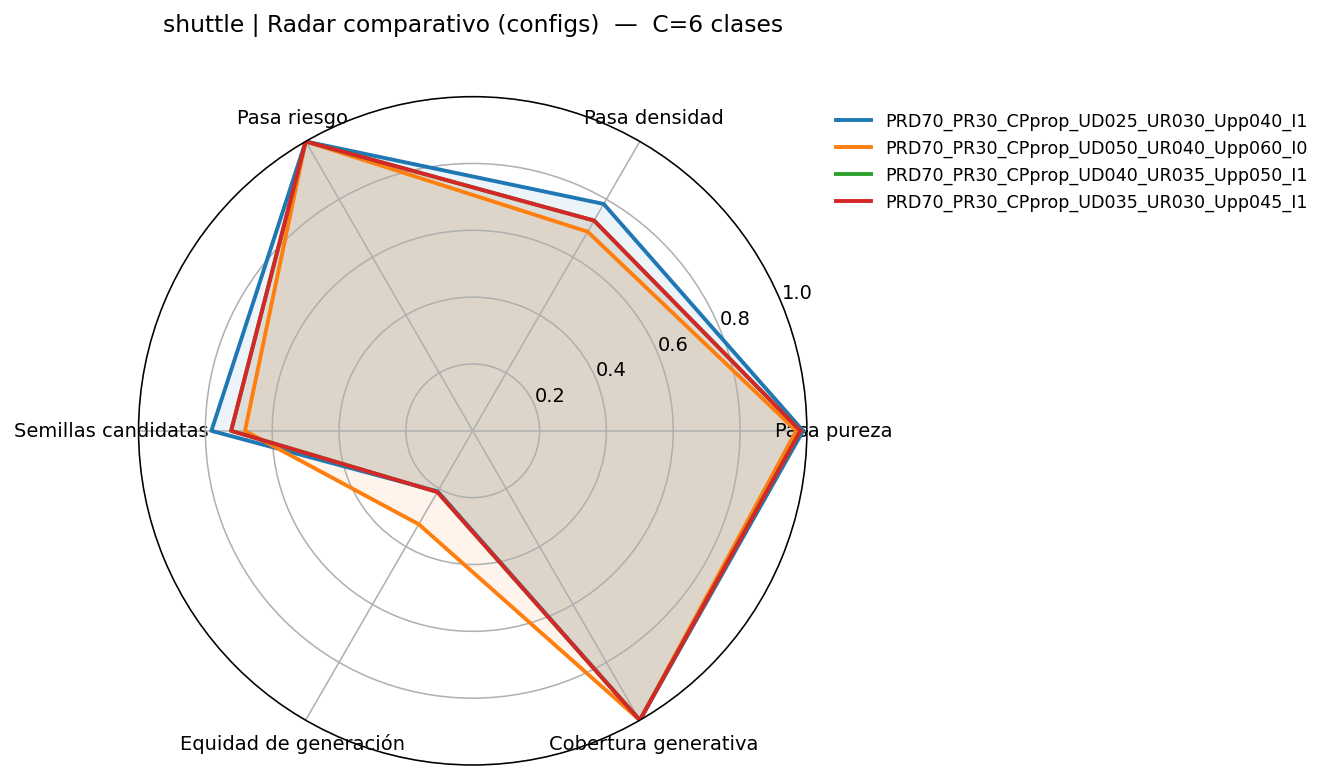 shuttle | Radar comparativo (configs)  —  C=6 clases
Pasa riesgo
Pasa densidad
PRD70_PR30_CPprop_UD025_UR030_Upp040_I1
PRD70_PR30_CPprop_UD050_UR040_Upp060_I0
PRD70_PR30_CPprop_UD040_UR035_Upp050_I1
PRD70_PR30_CPprop_UD035_UR030_Upp045_I1
1.0
0.8
0.6
0.4
0.2
Semillas candidatas
Pasa pureza
Equidad de generación
Cobertura generativa